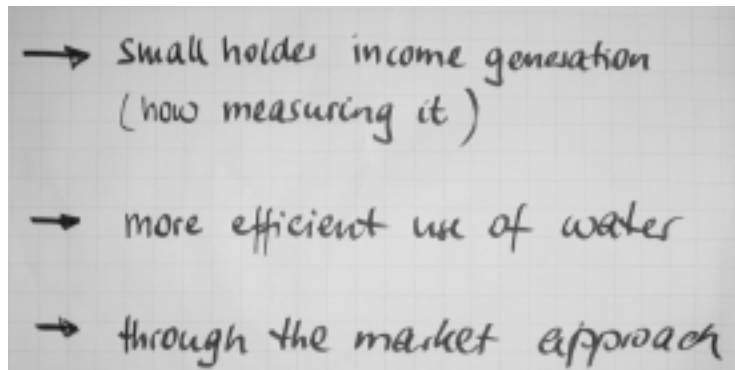 → small holder income generation
(how measuring it)
→ more efficient use of water
→ through the market approach